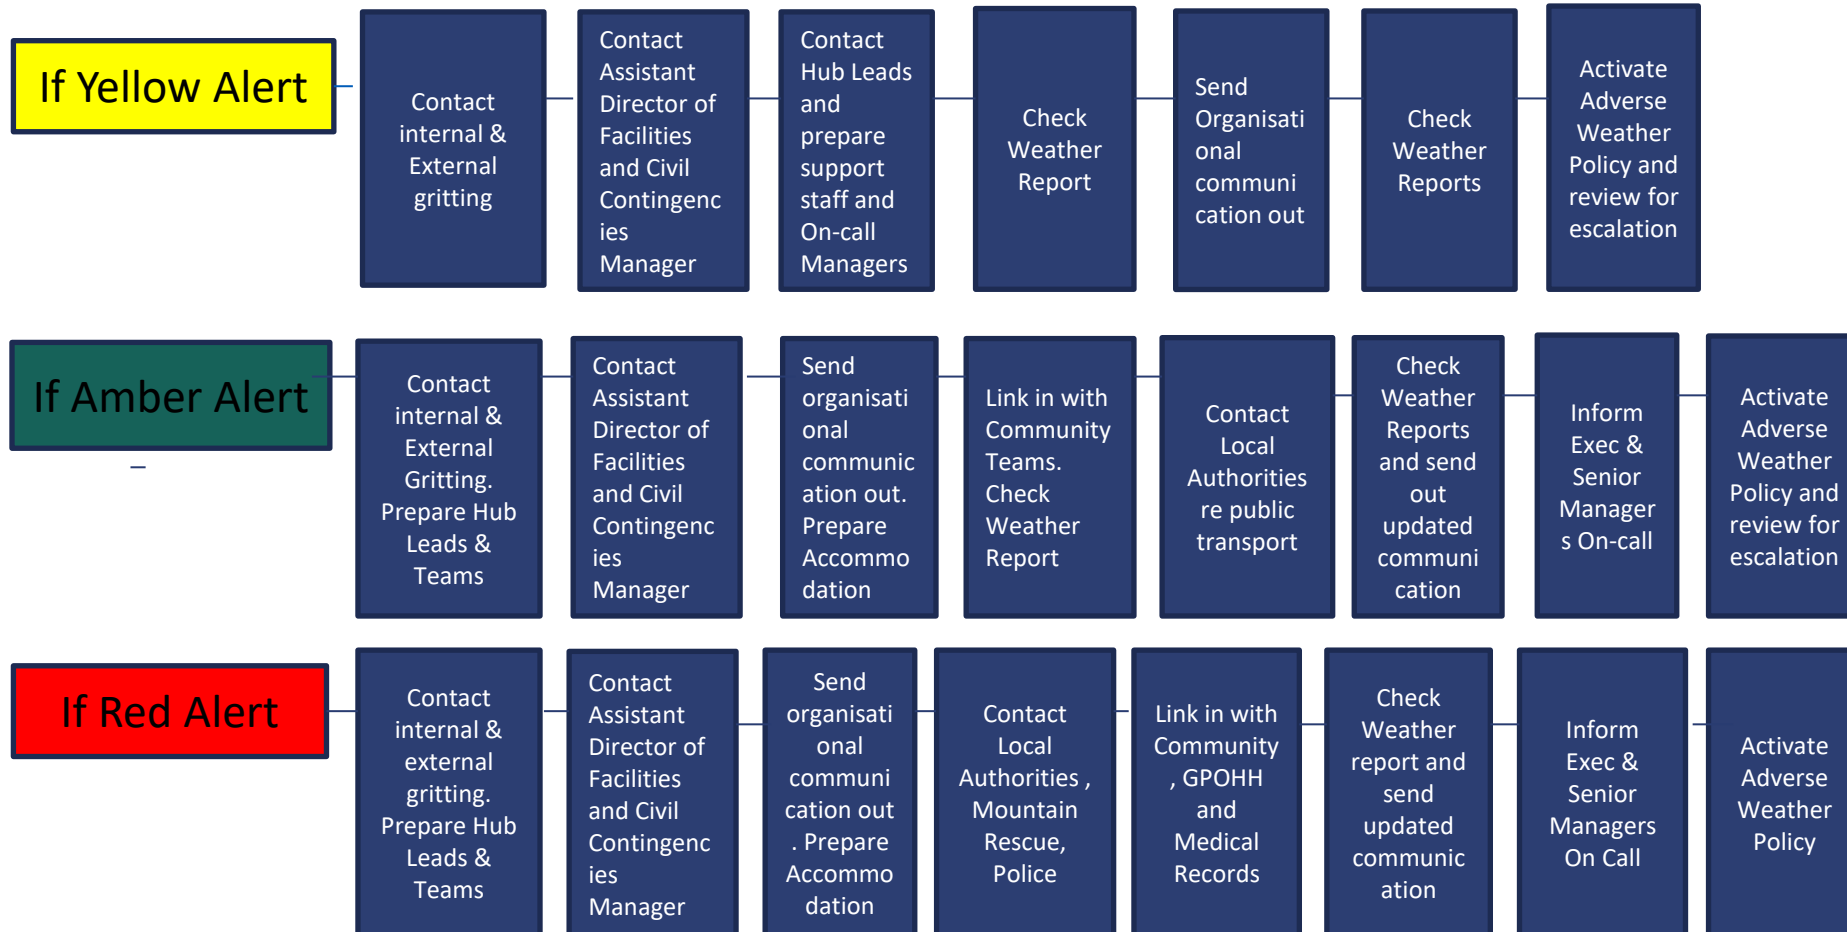 If Yellow Alert
Contact
internal &
External
gritting
Contact
Assistant
Director of
Facilities
and Civil
Contingenc
ies
Manager
Contact
Hub Leads
and
prepare
support
staff and
On-call
Managers
Check
Weather
Report
Send
Organisati
onal
communi
cation out
Check
Weather
Reports
Activate
Adverse
Weather
Policy and
review for
escalation
If Amber Alert
Contact
internal &
External
Gritting.
Prepare Hub
Leads &
Teams
Contact
Assistant
Director of
Facilities
and Civil
Contingenc
ies
Manager
Send
organisati
onal
communic
ation out.
Prepare
Accommo
dation
Link in with
Community
Teams.
Check
Weather
Report
Contact
Local
Authorities
re public
transport
Check
Weather
Reports
and send
out
updated
communi
cation
Inform
Exec &
Senior
Manager
s On-call
Activate
Adverse
Weather
Policy and
review for
escalation
If Red Alert
Contact
internal &
external
gritting.
Prepare Hub
Leads &
Teams
Contact
Assistant
Director of
Facilities
and Civil
Contingenc
ies
Manager
Send
organisati
onal
communi
cation out
. Prepare
Accommo
dation
Contact
Local
Authorities ,
Mountain
Rescue,
Police
Link in with
Community
, GPOHH
and
Medical
Records
Check
Weather
report and
send
updated
communic
ation
Inform
Exec &
Senior
Managers
On Call
Activate
Adverse
Weather
Policy